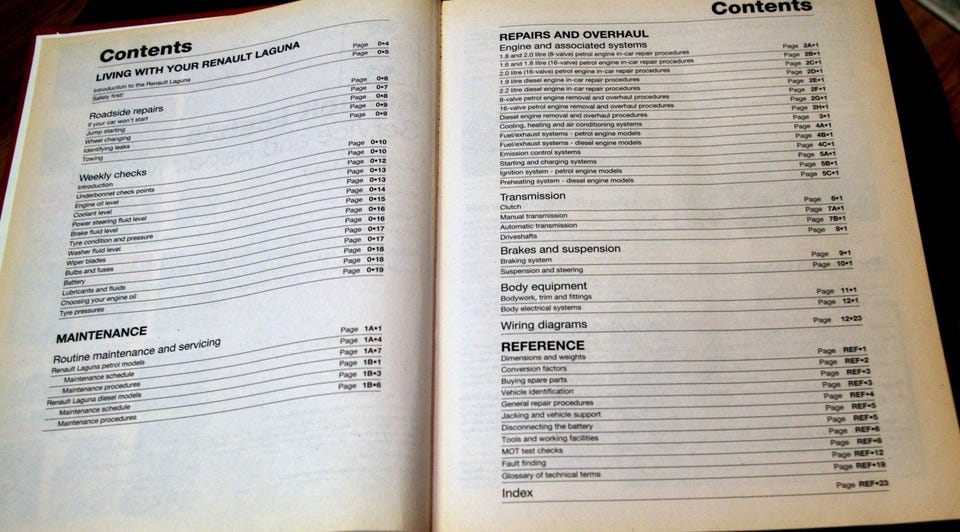 Contents
LIVING WITH YOUR RENAULT LAGUNA
Introduction to the Renault Laguna Page 0•4
Safety first! Page 0•5
Roadside repairs
If your car won't start Page 0•6
Jump starting Page 0•7
Wheel changing Page 0•8
Identifying leaks Page 0•9
Towing Page 0•9
Weekly checks
Introduction Page 0•10
Underbonnet check points Page 0•10
Engine oil level Page 0•12
Coolant level Page 0•13
Power steering fluid level Page 0•13
Brake fluid level Page 0•14
Tyre condition and pressure Page 0•15
Washer fluid level Page 0•16
Wiper blades Page 0•16
Bulbs and fuses Page 0•17
Battery Page 0•17
Lubricants and fluids Page 0•18
Choosing your engine oil Page 0•18
Tyre pressures Page 0•19
MAINTENANCE
Routine maintenance and servicing
Renault Laguna petrol models Page 1A•1
Maintenance schedule Page 1A•4
Maintenance procedures Page 1A•7
Renault Laguna diesel models Page 1B•1
Maintenance schedule Page 1B•3
Maintenance procedures Page 1B•6
Contents
REPAIRS AND OVERHAUL
Engine and associated systems
1.8 and 2.0 litre (8-valve) petrol engine in-car repair procedures Page 2A•1
1.6 and 1.8 litre (16-valve) petrol engine in-car repair procedures Page 2B•1
2.0 litre (16-valve) petrol engine in-car repair procedures Page 2C•1
1.9 litre diesel engine in-car repair procedures Page 2D•1
2.2 litre diesel engine in-car repair procedures Page 2E•1
8-valve petrol engine removal and overhaul procedures Page 2F•1
16-valve petrol engine removal and overhaul procedures Page 2G•1
Diesel engine removal and overhaul procedures Page 2H•1
Cooling, heating and air conditioning systems Page 3•1
Fuel/exhaust systems - petrol engine models Page 4A•1
Fuel/exhaust systems - diesel engine models Page 4B•1
Emission control systems Page 4C•1
Starting and charging systems Page 5A•1
Ignition system - petrol engine models Page 5B•1
Preheating system - diesel engine models Page 5C•1
Transmission
Clutch Page 6•1
Manual transmission Page 7A•1
Automatic transmission Page 7B•1
Driveshafts Page 8•1
Brakes and suspension
Braking system Page 9•1
Suspension and steering Page 10•1
Body equipment
Bodywork, trim and fittings Page 11•1
Body electrical systems Page 12•1
Wiring diagrams Page 12•23
REFERENCE
Dimensions and weights Page REF•1
Conversion factors Page REF•2
Buying spare parts Page REF•3
Vehicle identification Page REF•3
General repair procedures Page REF•4
Jacking and vehicle support Page REF•5
Disconnecting the battery Page REF•5
Tools and working facilities Page REF•6
MOT test checks Page REF•8
Fault finding Page REF•12
Glossary of technical terms Page REF•19
Index Page REF•23